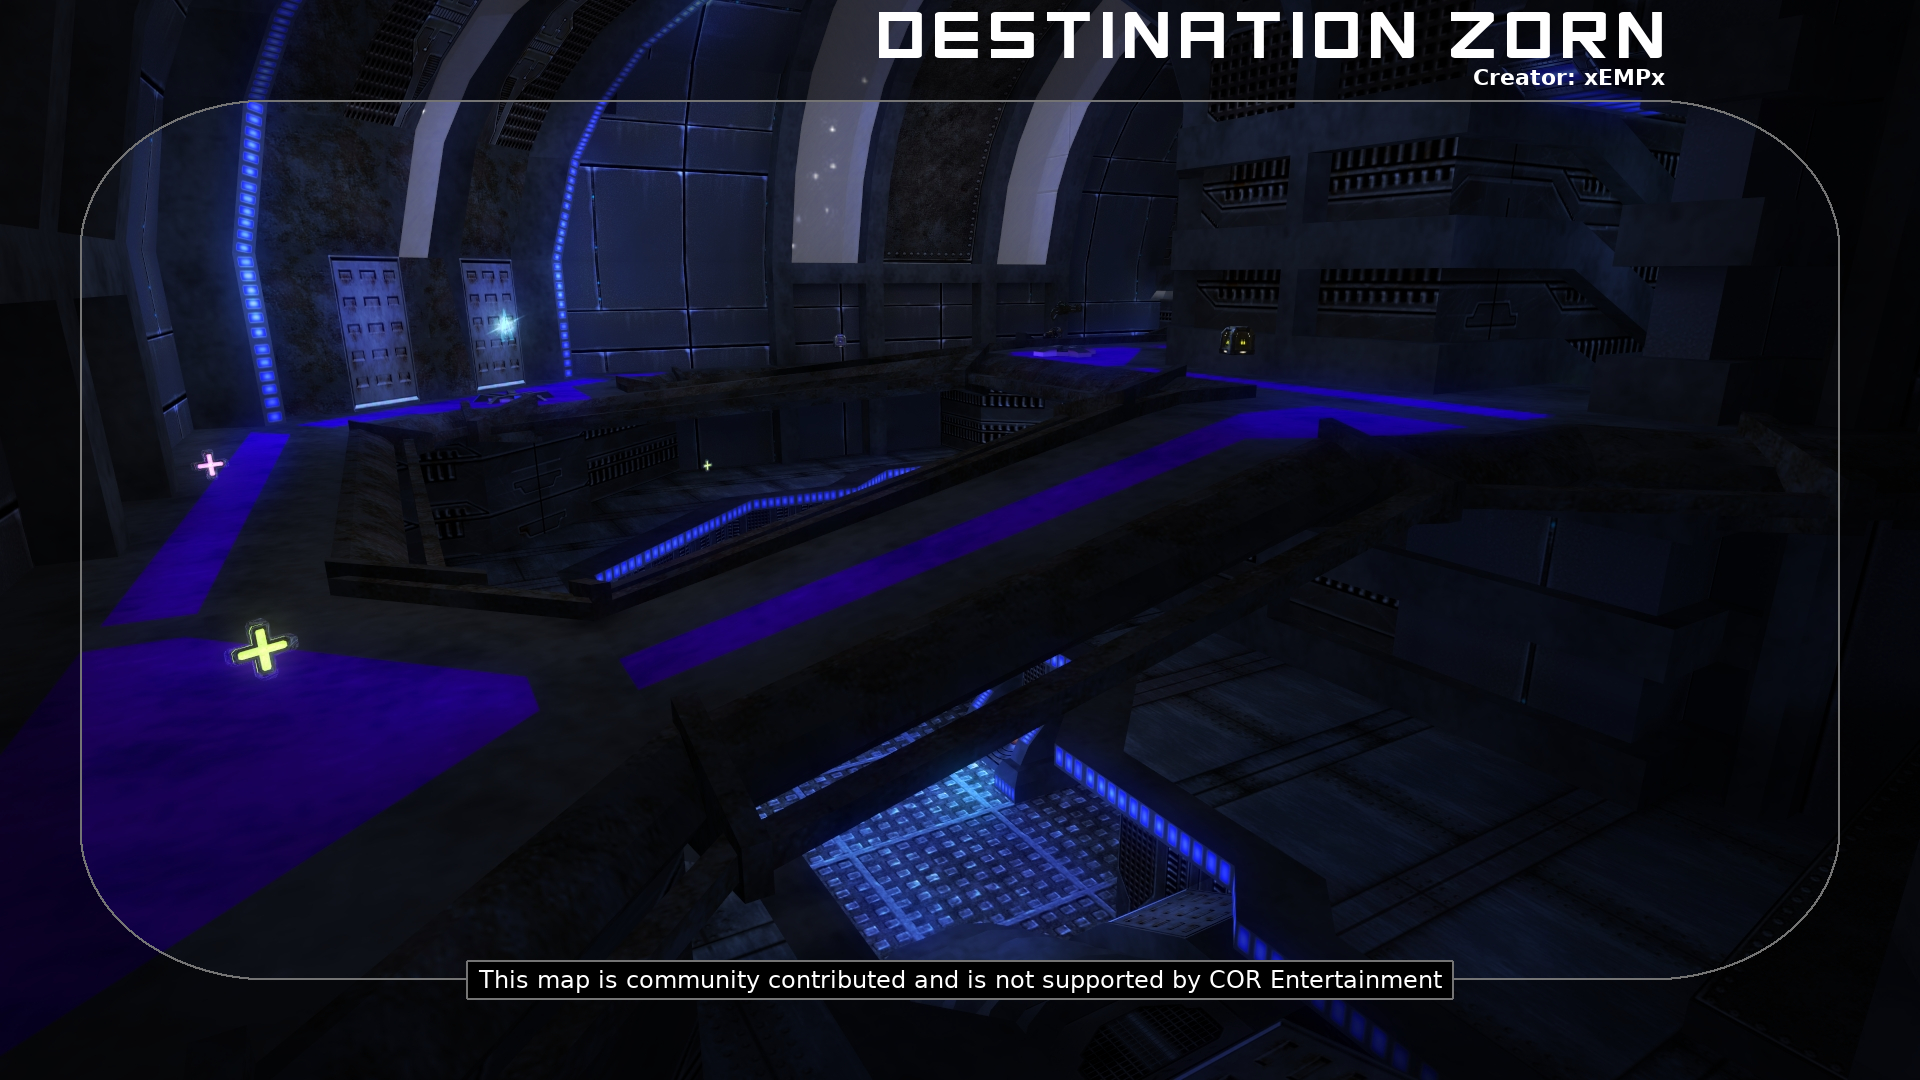 DESTINATION ZORN
Creator: xEMPx
This map is community contributed and is not supported by COR Entertainment